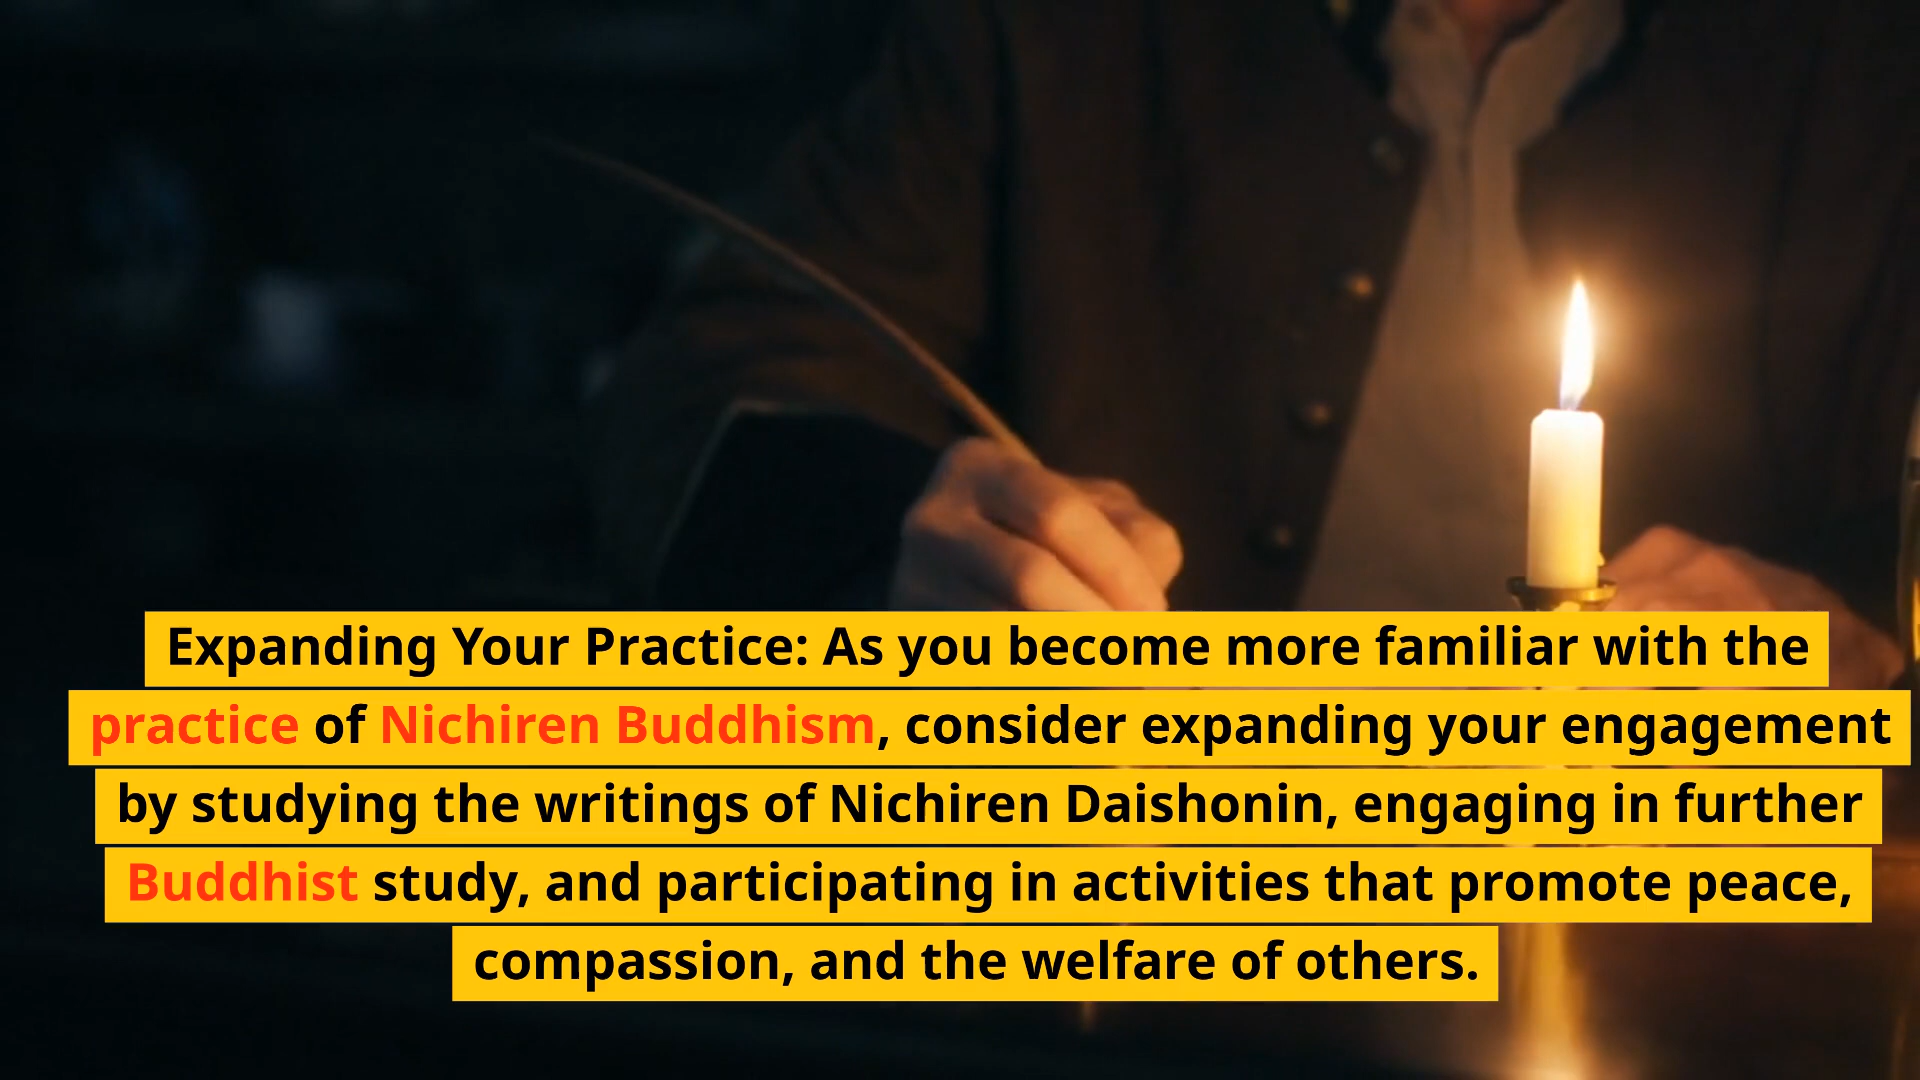 Expanding Your Practice: As you become more familiar with the
practice of Nichiren Buddhism, consider expanding your engagement
by studying the writings of Nichiren Daishonin, engaging in further
Buddhist study, and participating in activities that promote peace,
compassion, and the welfare of others.